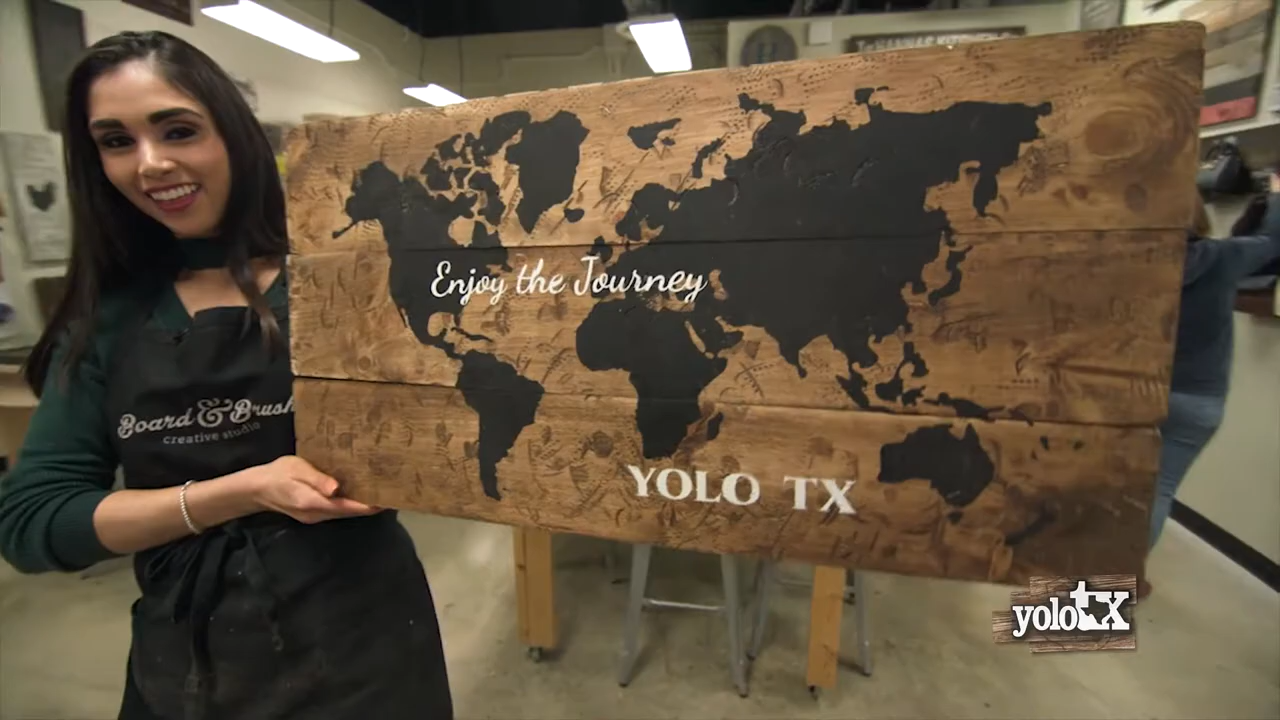 Enjoy the Journey
Board & Brush
creative studio
YOLO TX
yolo TX